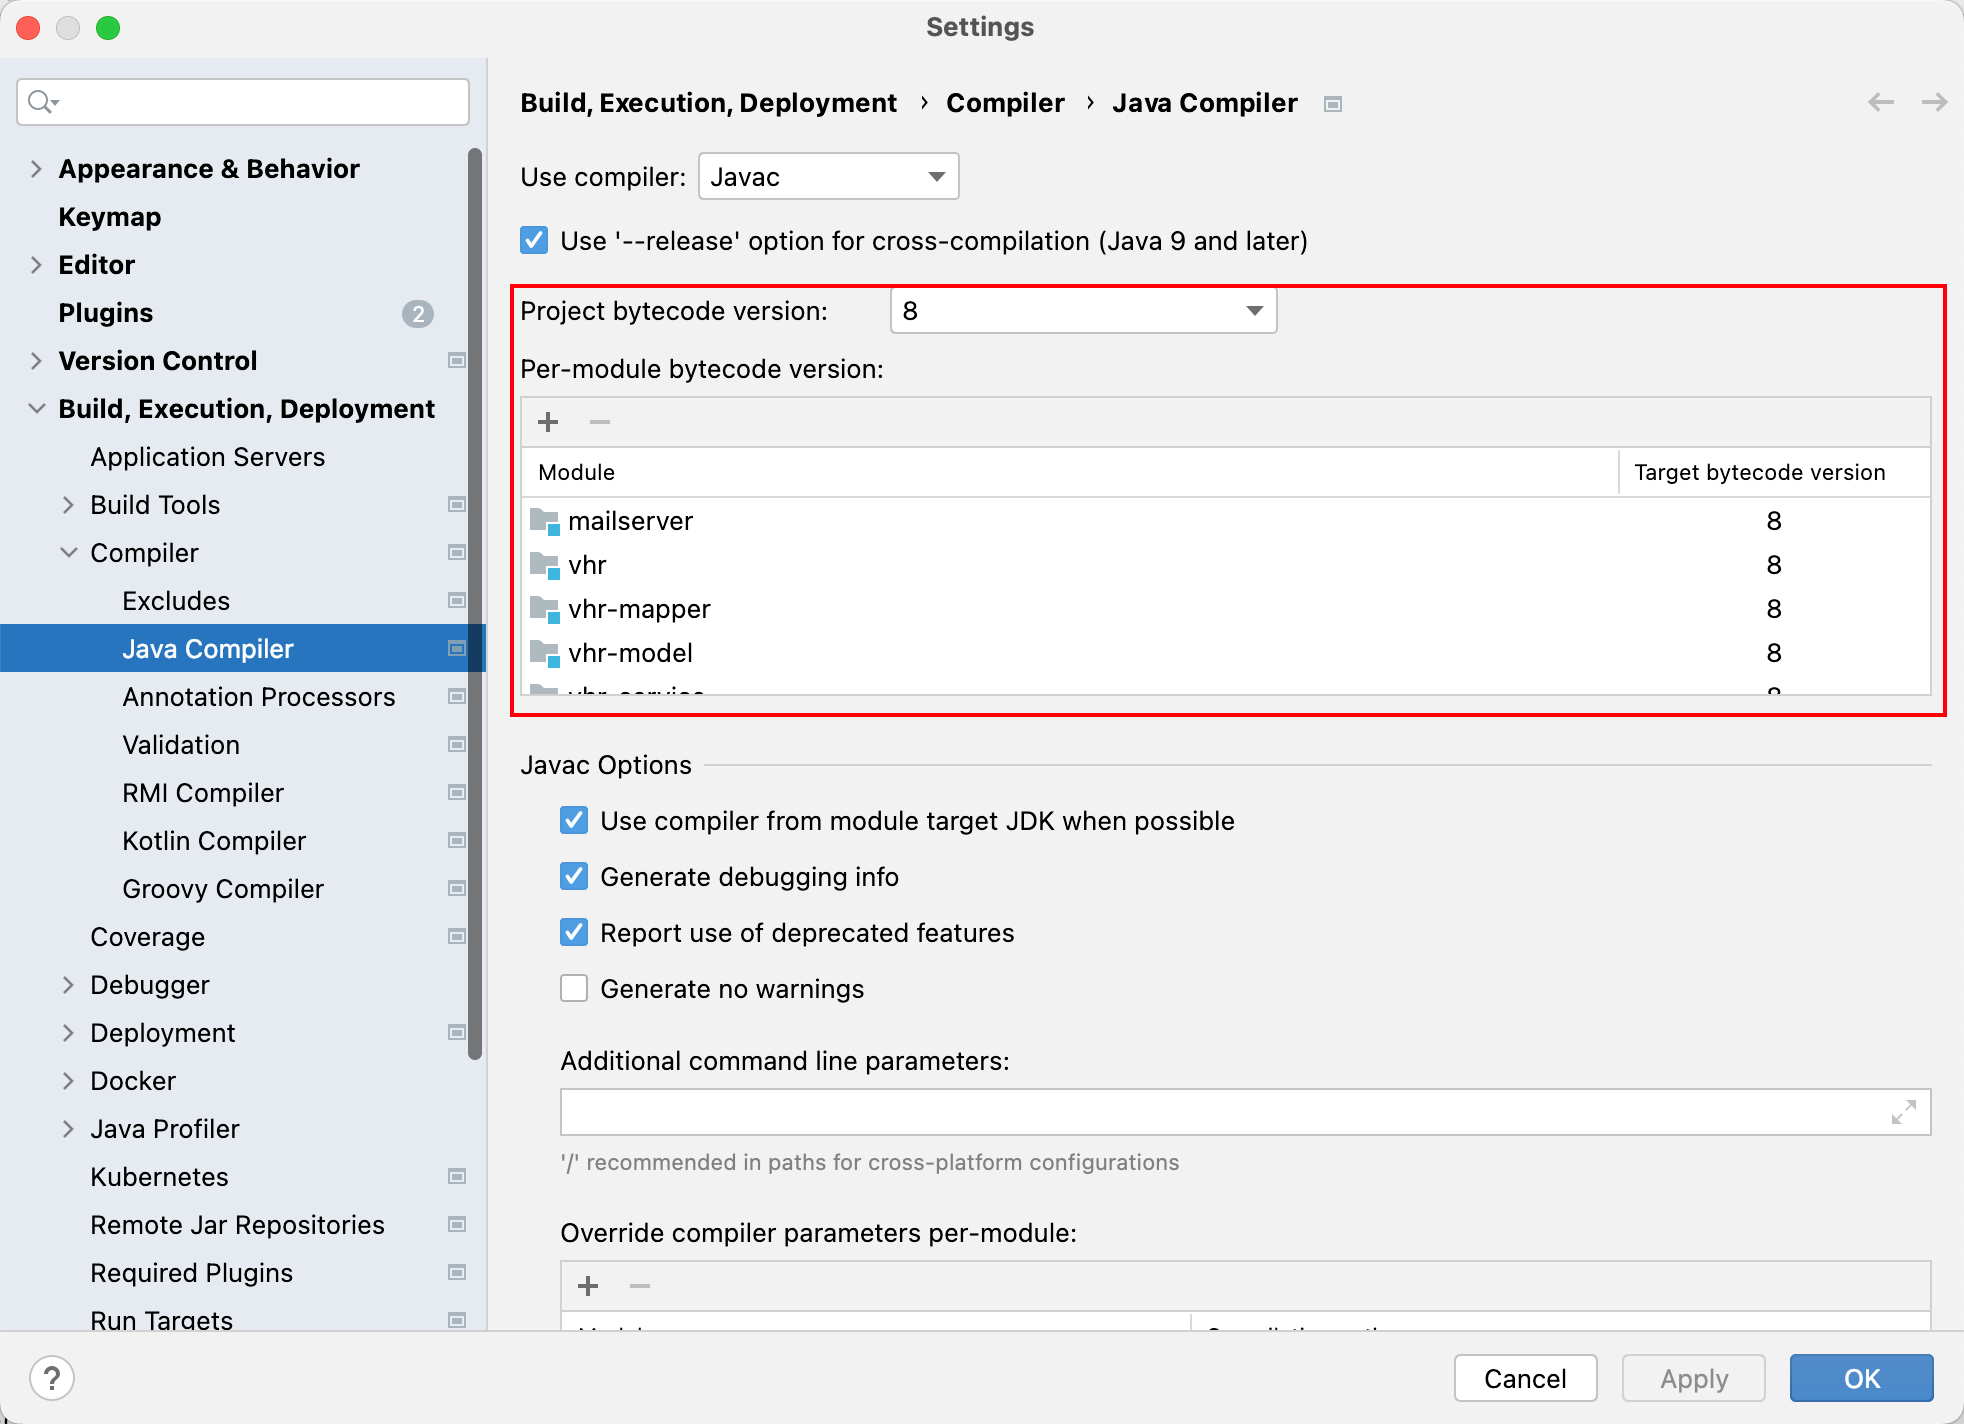 Settings
Build, Execution, Deployment › Compiler › Java Compiler
Appearance & Behavior
Keymap
Editor
Plugins 2
Version Control
Build, Execution, Deployment
Application Servers
Build Tools
Compiler
Excludes
Java Compiler
Annotation Processors
Validation
RMI Compiler
Kotlin Compiler
Groovy Compiler
Coverage
Debugger
Deployment
Docker
Java Profiler
Kubernetes
Remote Jar Repositories
Required Plugins
Run Targets
Use compiler: Javac
Use '--release' option for cross-compilation (Java 9 and later)
Project bytecode version: 8
Per-module bytecode version:
Module Target bytecode version
mailserver 8
vhr 8
vhr-mapper 8
vhr-model 8
vhr-service 8
Javac Options
Use compiler from module target JDK when possible
Generate debugging info
Report use of deprecated features
Generate no warnings
Additional command line parameters:
'/' recommended in paths for cross-platform configurations
Override compiler parameters per-module:
? Cancel Apply OK